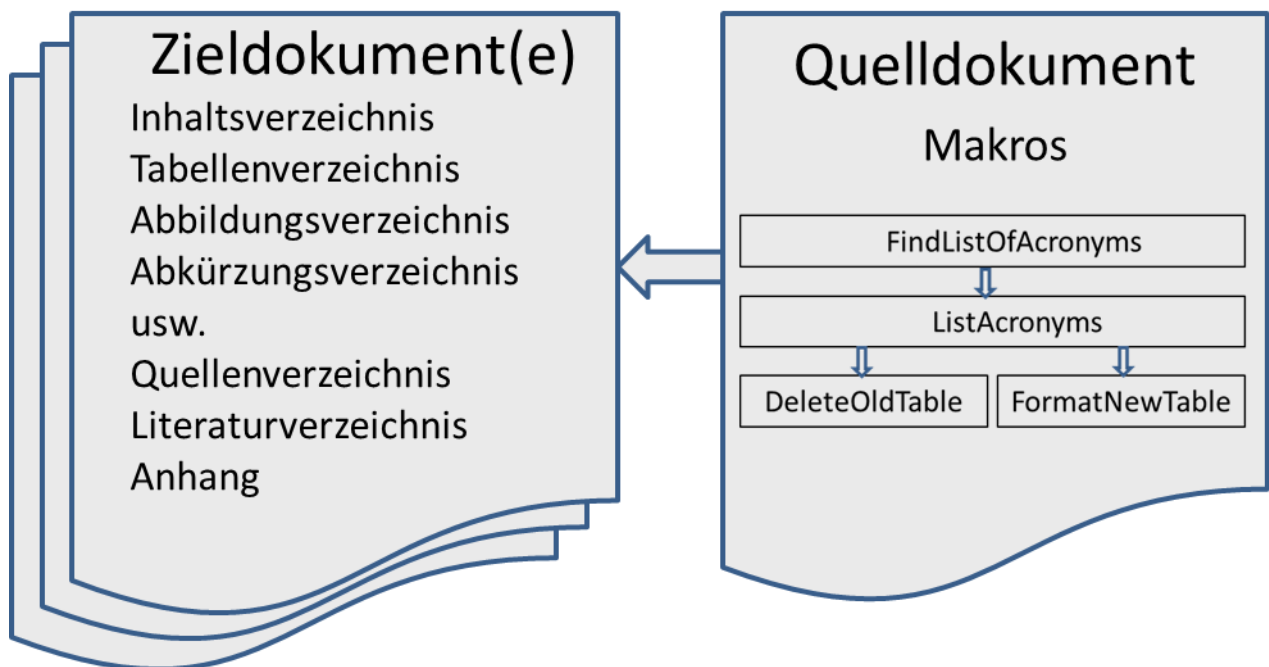 Zieldokument(e)
Inhaltsverzeichnis
Tabellenverzeichnis
Abbildungsverzeichnis
Abkürzungsverzeichnis
usw.
Quellenverzeichnis
Literaturverzeichnis
Anhang
Quelldokument
Makros
FindListOfAcronyms
ListAcronyms
DeleteOldTable
FormatNewTable